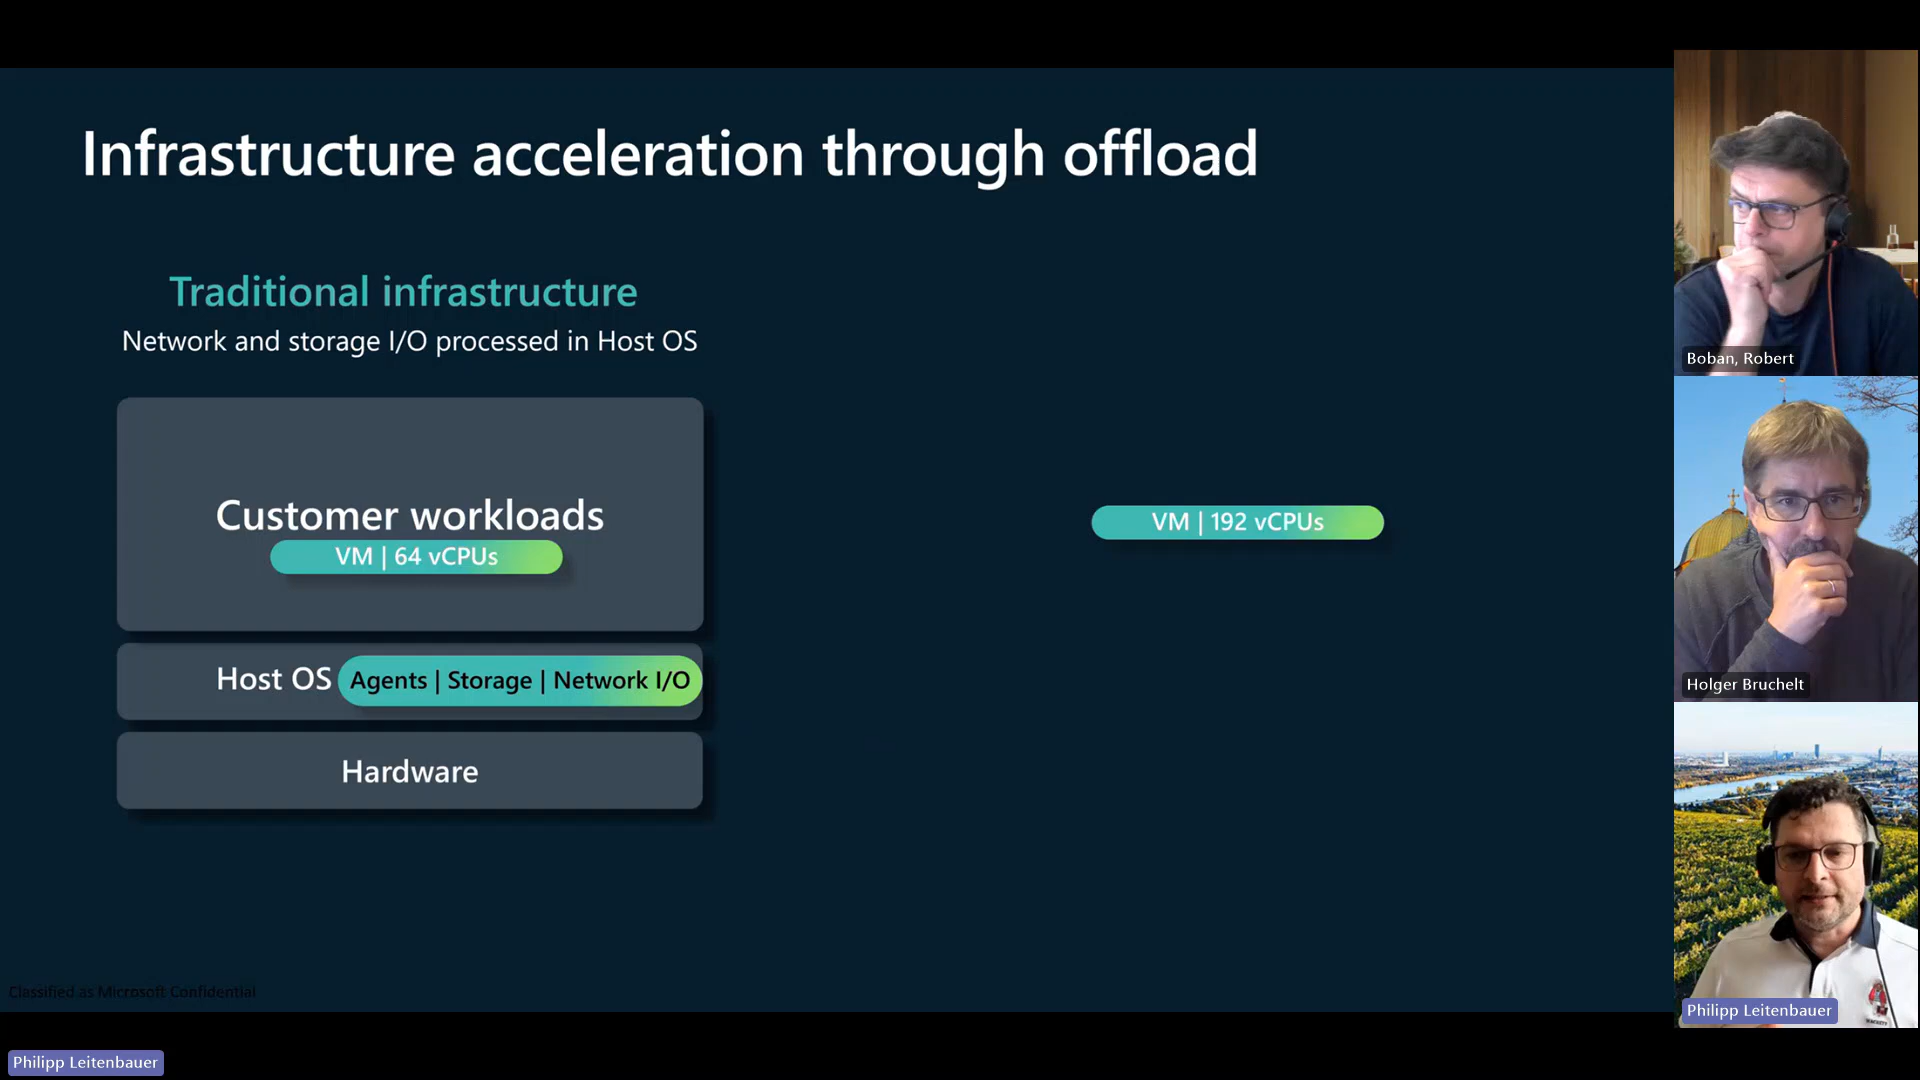 Infrastructure acceleration through offload
Traditional infrastructure
Network and storage I/O processed in Host OS
Customer workloads
VM | 64 vCPUs
Host OS
Agents | Storage | Network I/O
Hardware
VM | 192 vCPUs
Classified as Microsoft Confidential
Boban, Robert
Holger Bruchelt
Philipp Leitenbauer
Philipp Leitenbauer